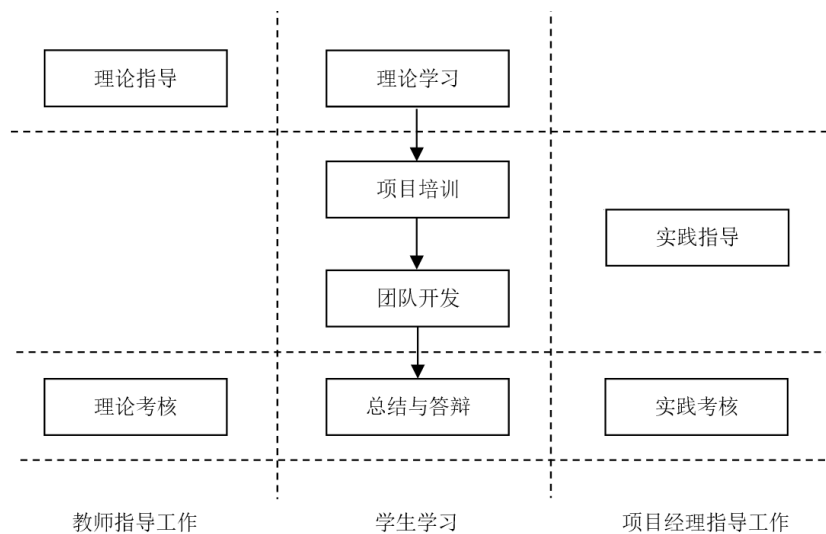 理论指导
理论学习
项目培训
实践指导
团队开发
理论考核
总结与答辩
实践考核
教师指导工作
学生学习
项目经理指导工作